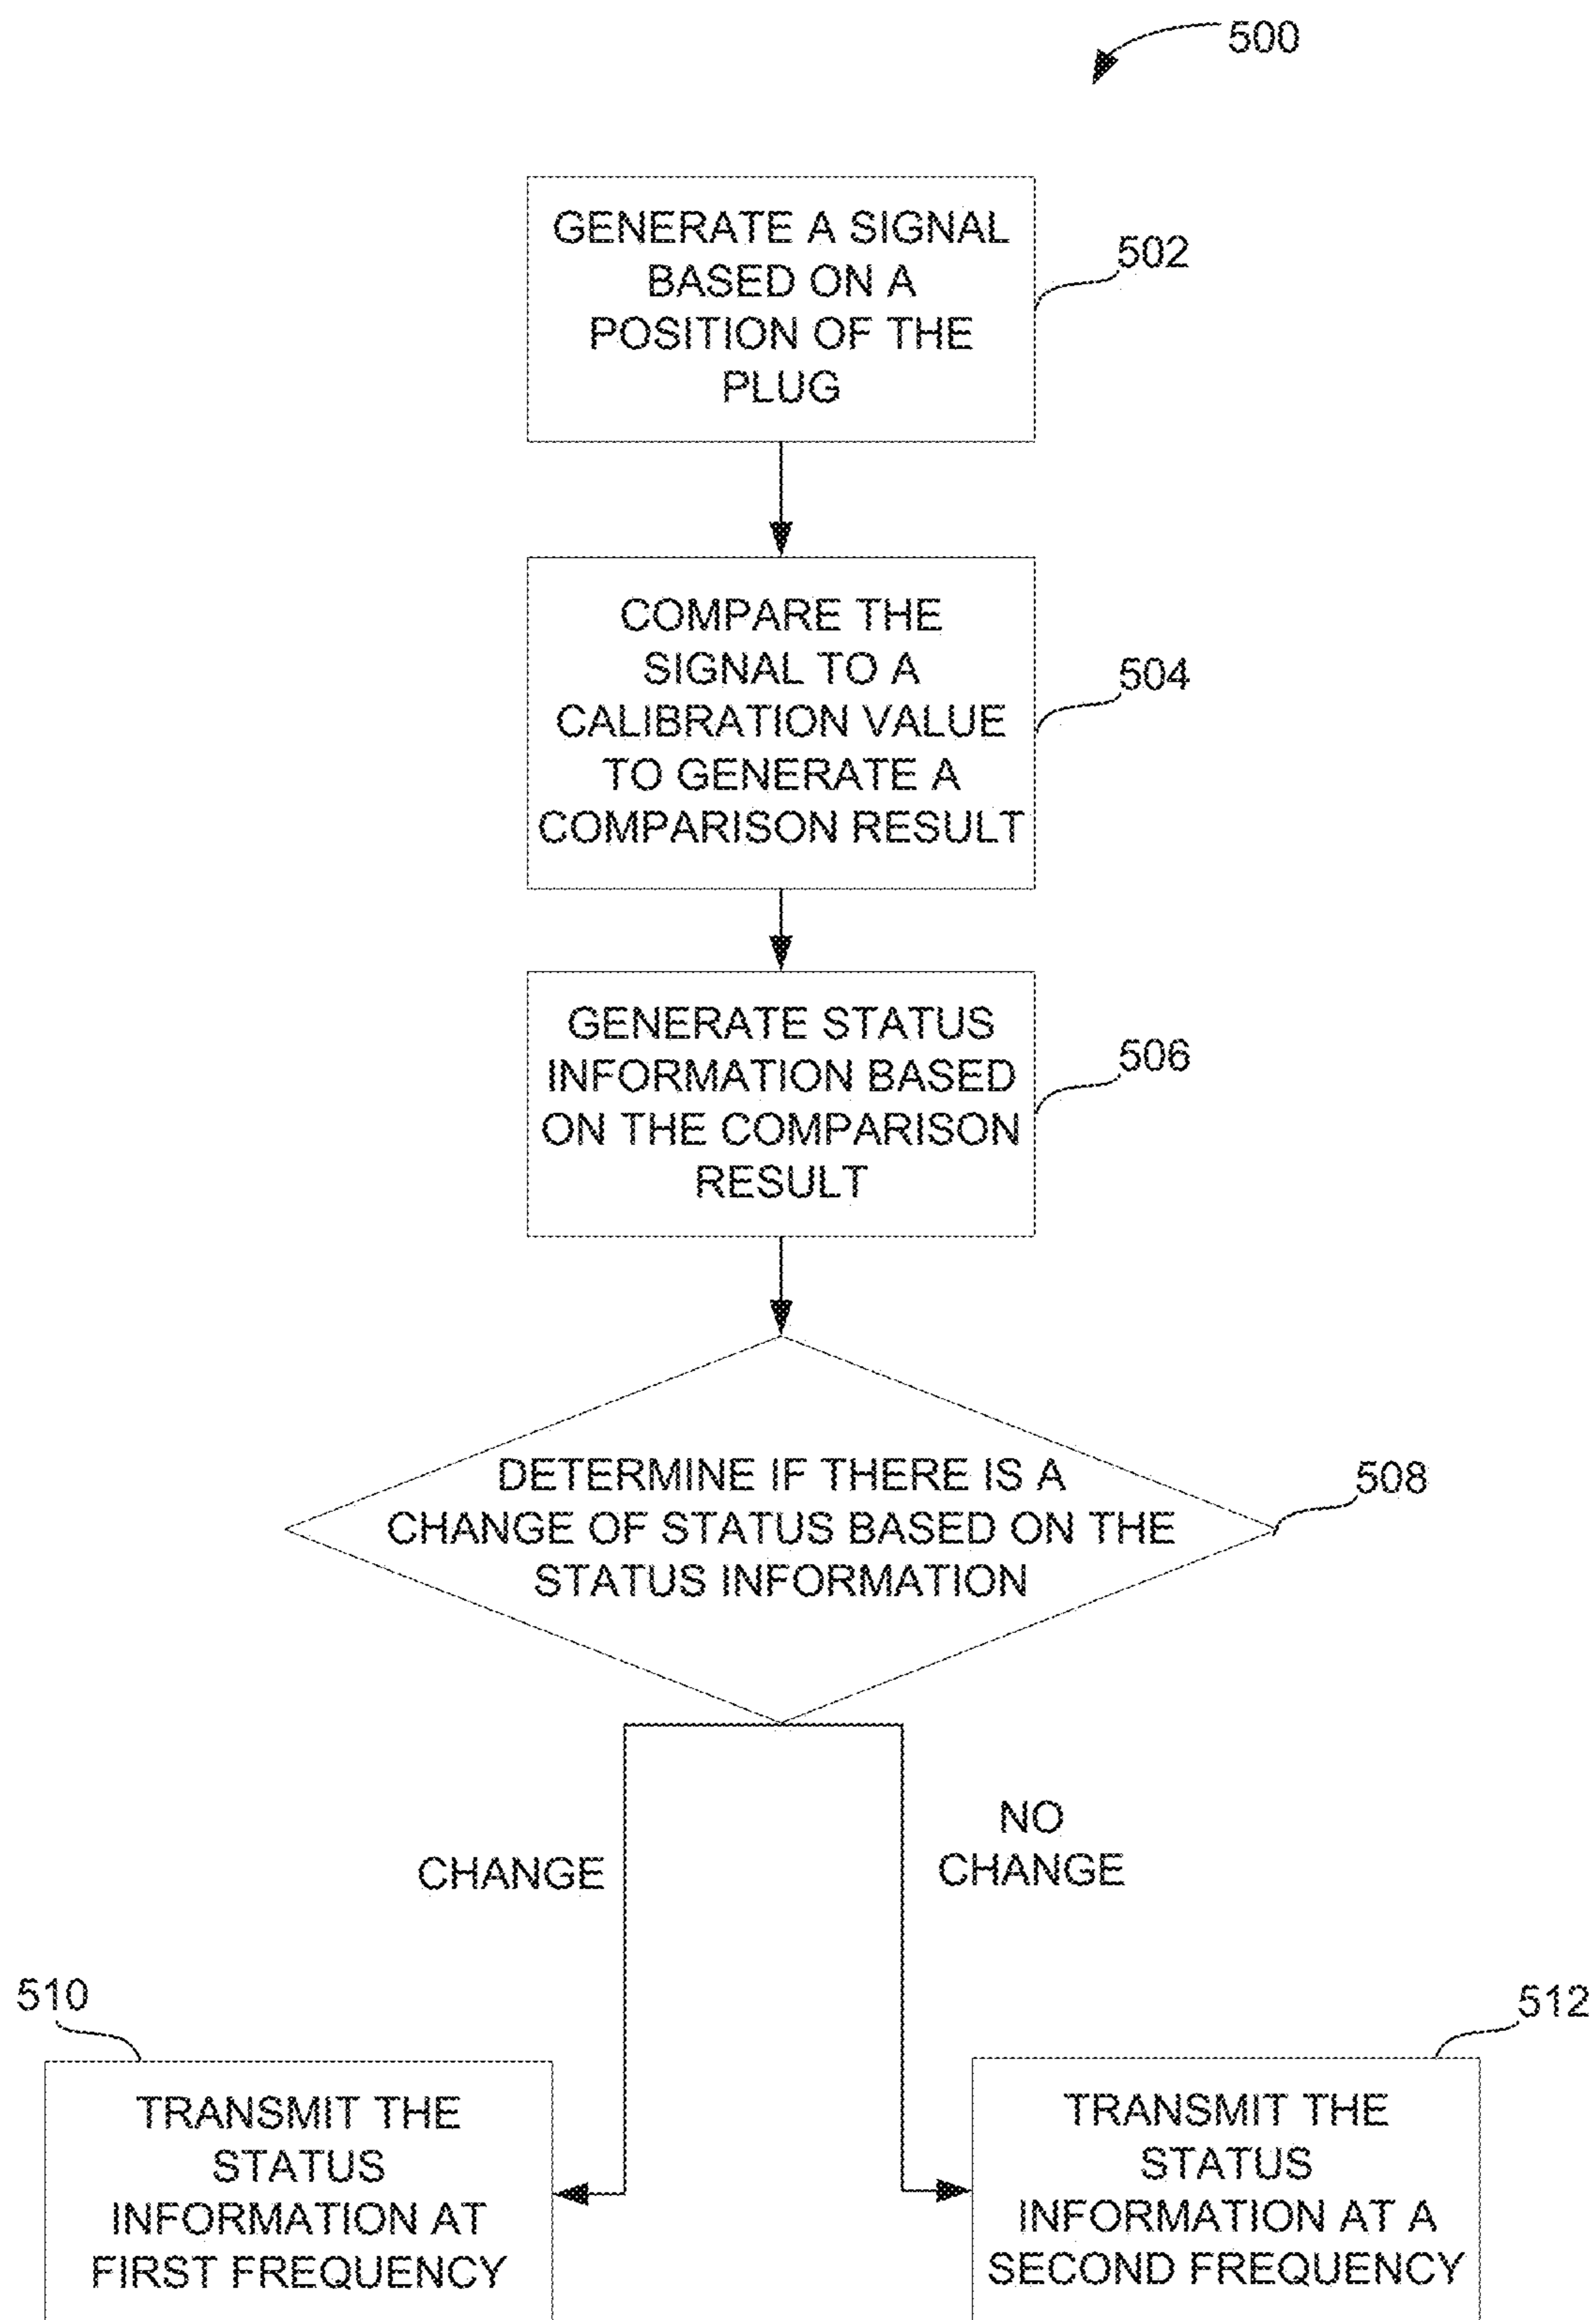 500
GENERATE A SIGNAL
BASED ON A
POSITION OF THE
PLUG
502
COMPARE THE
SIGNAL TO A
CALIBRATION VALUE
TO GENERATE A
COMPARISON RESULT
504
GENERATE STATUS
INFORMATION BASED
ON THE COMPARISON
RESULT
506
DETERMINE IF THERE IS A
CHANGE OF STATUS BASED ON THE
STATUS INFORMATION
508
CHANGE
NO
CHANGE
510
TRANSMIT THE
STATUS
INFORMATION AT
FIRST FREQUENCY
512
TRANSMIT THE
STATUS
INFORMATION AT A
SECOND FREQUENCY